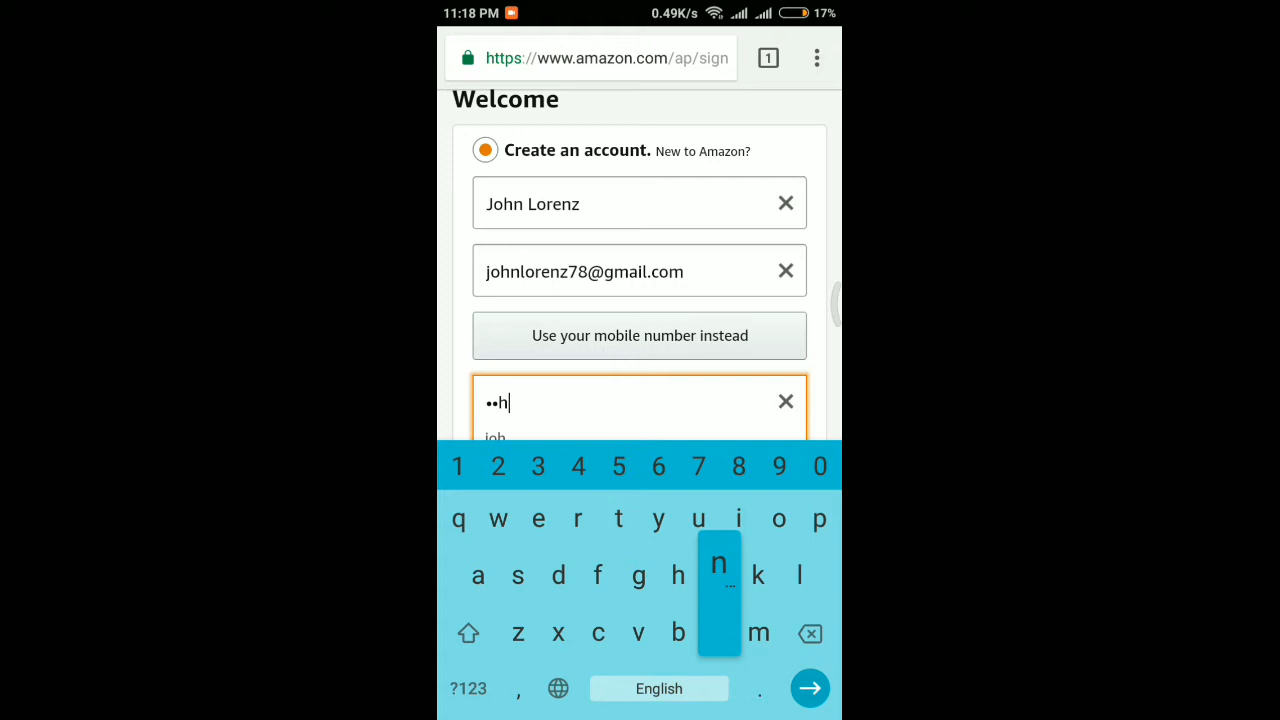 11:18 PM 0.49K/s 17%
https://www.amazon.com/ap/sign 1
Welcome
Create an account. New to Amazon?
John Lorenz
johnlorenz78@gmail.com
Use your mobile number instead
••h
joh
1 2 3 4 5 6 7 8 9 0
q w e r t y u i o p
a s d f g h n... k l
z x c v b m
?123 , English .